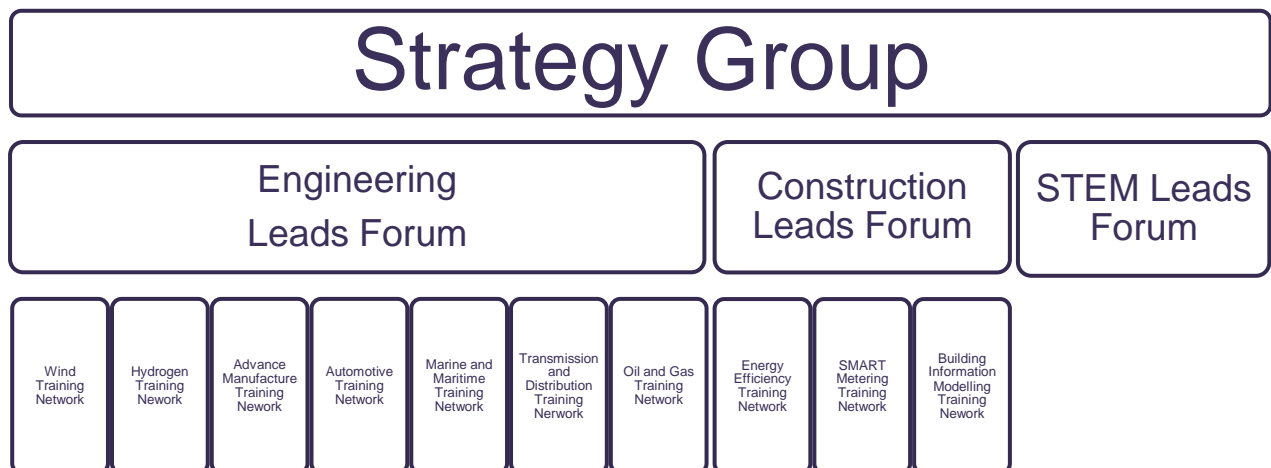 Strategy Group
Engineering
Leads Forum
Construction
Leads Forum
STEM Leads
Forum
Wind
Training
Network
Hydrogen
Training
Nework
Advance
Manufacture
Training
Nework
Automotive
Training
Network
Marine and
Maritime
Training
Network
Transmission
and
Distribution
Training
Nerwork
Oil and Gas
Training
Network
Energy
Efficiency
Training
Network
SMART
Metering
Training
Network
Building
Information
Modelling
Training
Nework